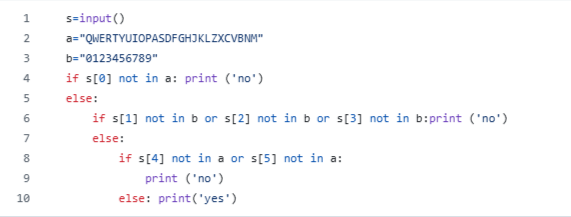 1 s=input()
2 a="QWERTYUIOPASDFGHJKLZXCVBNM"
3 b="0123456789"
4 if s[0] not in a: print ('no')
5 else:
6     if s[1] not in b or s[2] not in b or s[3] not in b:print ('no')
7     else:
8         if s[4] not in a or s[5] not in a:
9             print ('no')
10         else: print('yes')